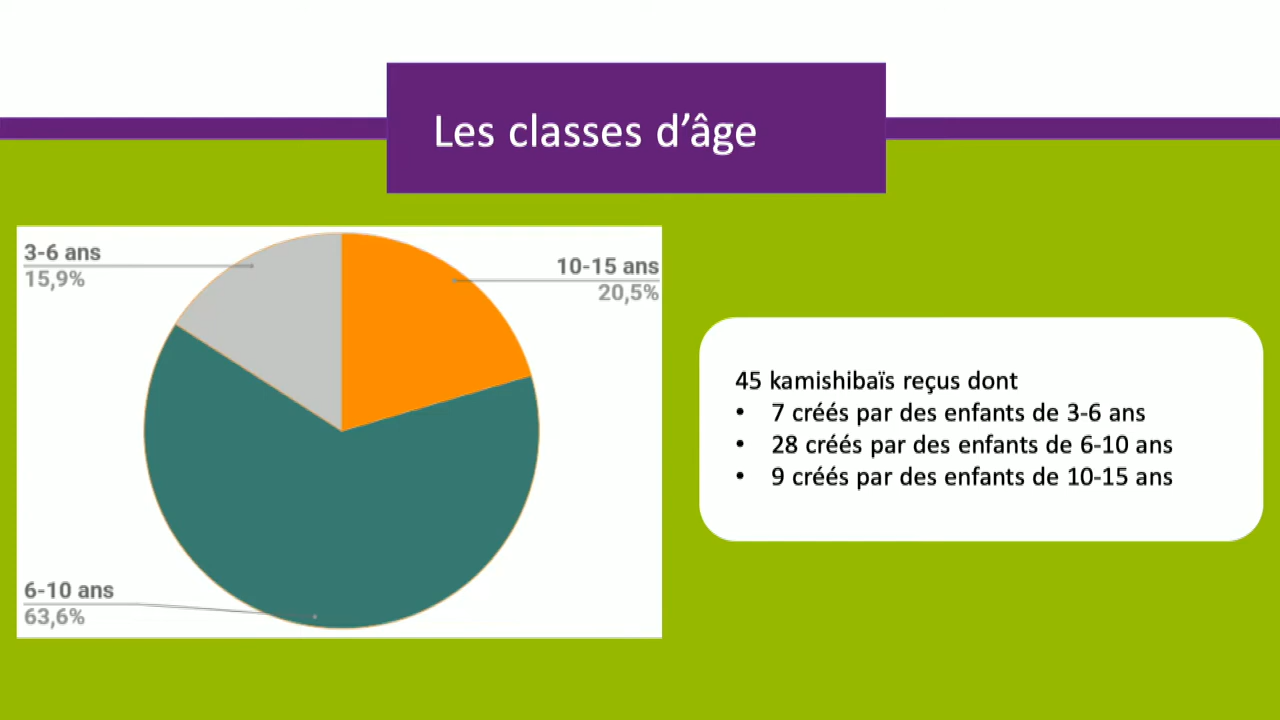 Les classes d’âge
3-6 ans
15,9%
10-15 ans
20,5%
6-10 ans
63,6%
45 kamishibaïs reçus dont
• 7 créés par des enfants de 3-6 ans
• 28 créés par des enfants de 6-10 ans
• 9 créés par des enfants de 10-15 ans